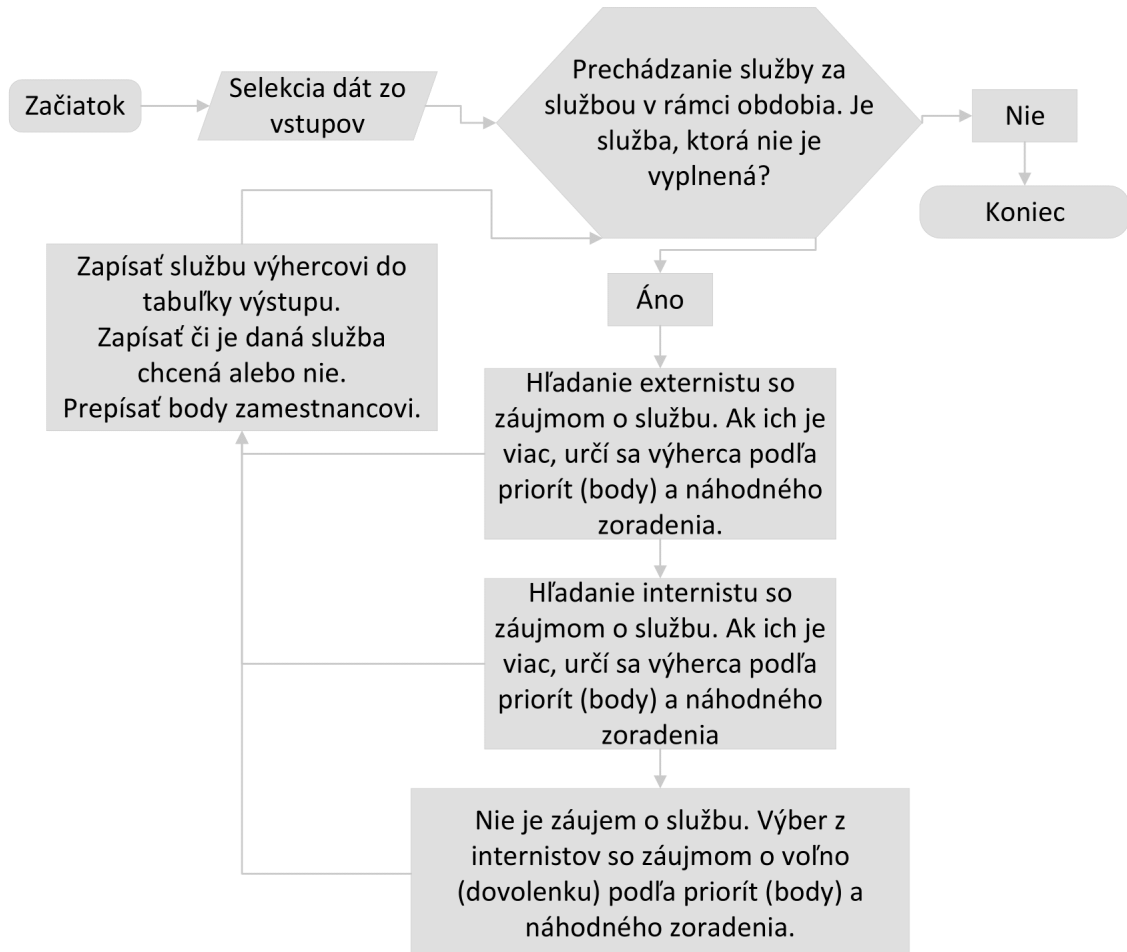 Začiatok
Selekcia dát zo
vstupov
Prechádzanie služby za
službou v rámci obdobia. Je
služba, ktorá nie je
vyplnená?
Nie
Koniec
Áno
Zapísať službu výhercovi do
tabuľky výstupu.
Zapísať či je daná služba
chcená alebo nie.
Prepísať body zamestnancovi.
Hľadanie externistu so
záujmom o službu. Ak ich je
viac, určí sa výherca podľa
priorít (body) a náhodného
zoradenia.
Hľadanie internistu so
záujmom o službu. Ak ich je
viac, určí sa výherca podľa
priorít (body) a náhodného
zoradenia
Nie je záujem o službu. Výber z
internistov so záujmom o voľno
(dovolenku) podľa priorít (body) a
náhodného zoradenia.